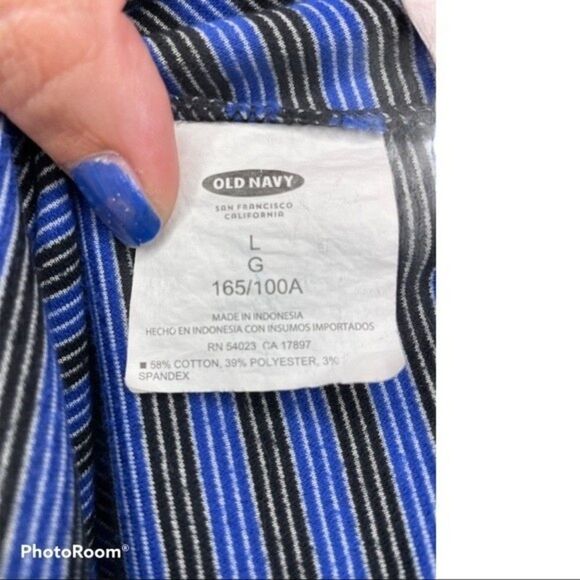 OLD NAVY
SAN FRANCISCO
CALIFORNIA
L
G
165/100A
MADE IN INDONESIA
HECHO EN INDONESIA CON INSUMOS IMPORTADOS
RN 54023 CA 17897
■ 58% COTTON, 39% POLYESTER, 3%
SPANDEX
PhotoRoom®